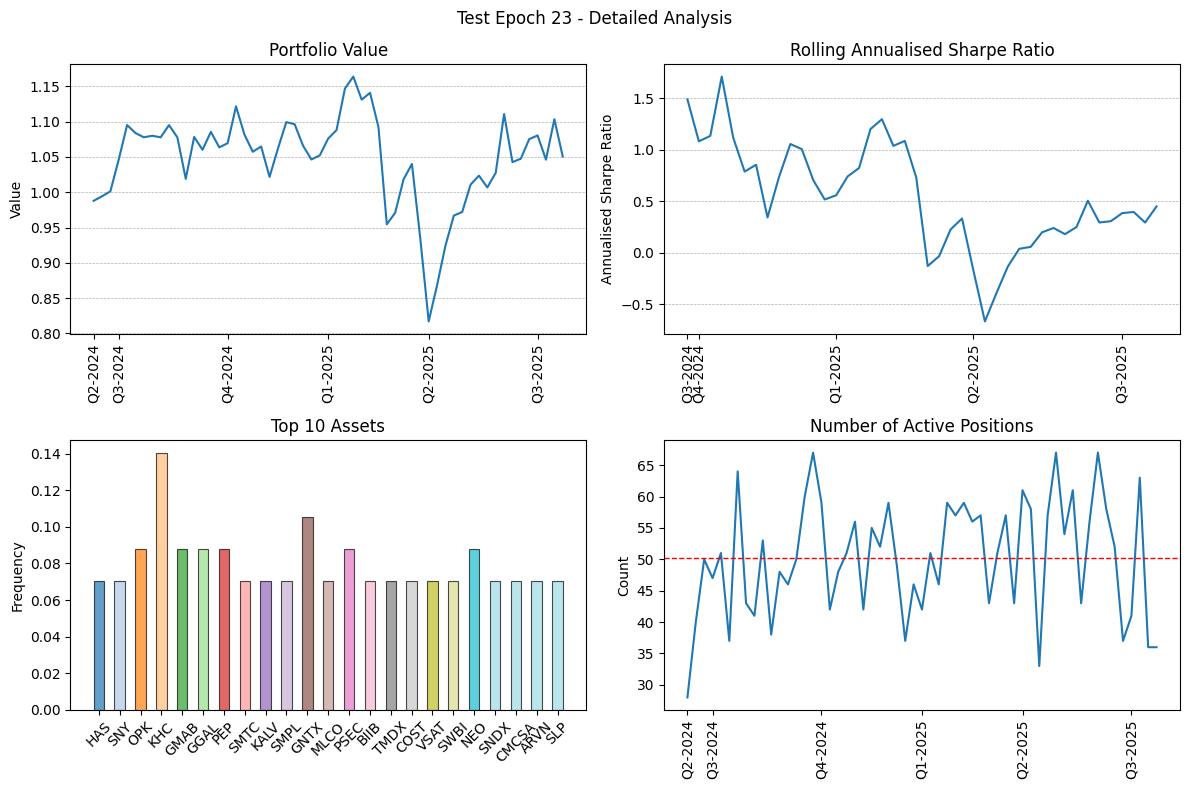 Test Epoch 23 - Detailed Analysis
Portfolio Value
Value
1.15
1.10
1.05
1.00
0.95
0.90
0.85
0.80
Q2-2024
Q3-2024
Q4-2024
Q1-2025
Q2-2025
Q3-2025
Rolling Annualised Sharpe Ratio
Annualised Sharpe Ratio
1.5
1.0
0.5
0.0
−0.5
Q3-2024
Q4-2024
Q1-2025
Q2-2025
Q3-2025
Top 10 Assets
Frequency
0.14
0.12
0.10
0.08
0.06
0.04
0.02
0.00
HAS
SNY
OPK
KHC
GMAB
GGAL
PEP
SMTC
KALV
SMPL
GNTX
MLCO
PSEC
BIIB
TMDX
COST
VSAT
SWBI
NEO
SNDX
CMCSA
ARVN
SLP
Number of Active Positions
Count
65
60
55
50
45
40
35
30
Q2-2024
Q3-2024
Q4-2024
Q1-2025
Q2-2025
Q3-2025